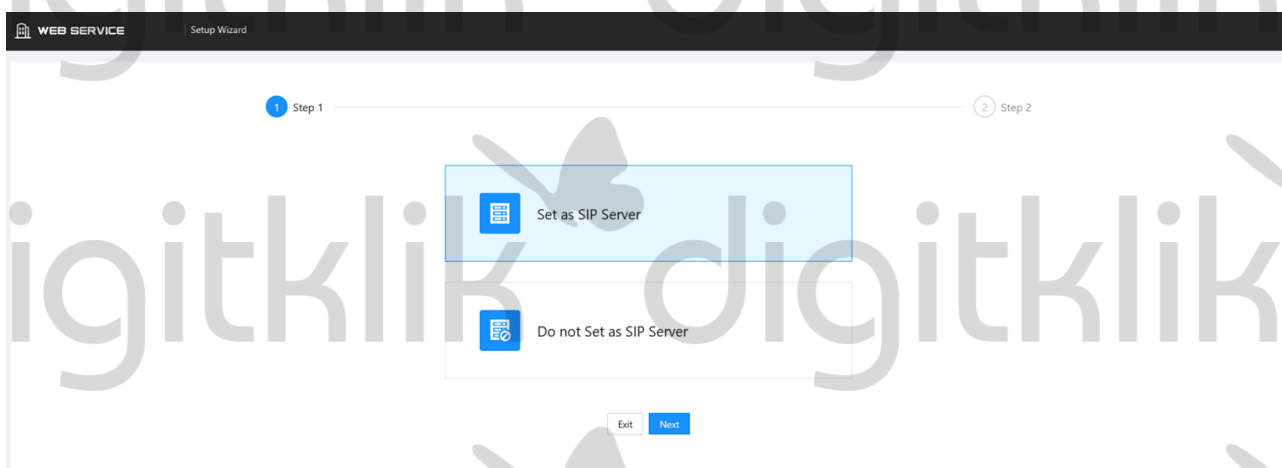 WEB SERVICE
Setup Wizard
1 Step 1
2 Step 2
Set as SIP Server
Do not Set as SIP Server
Exit
Next
igitklik digitklik